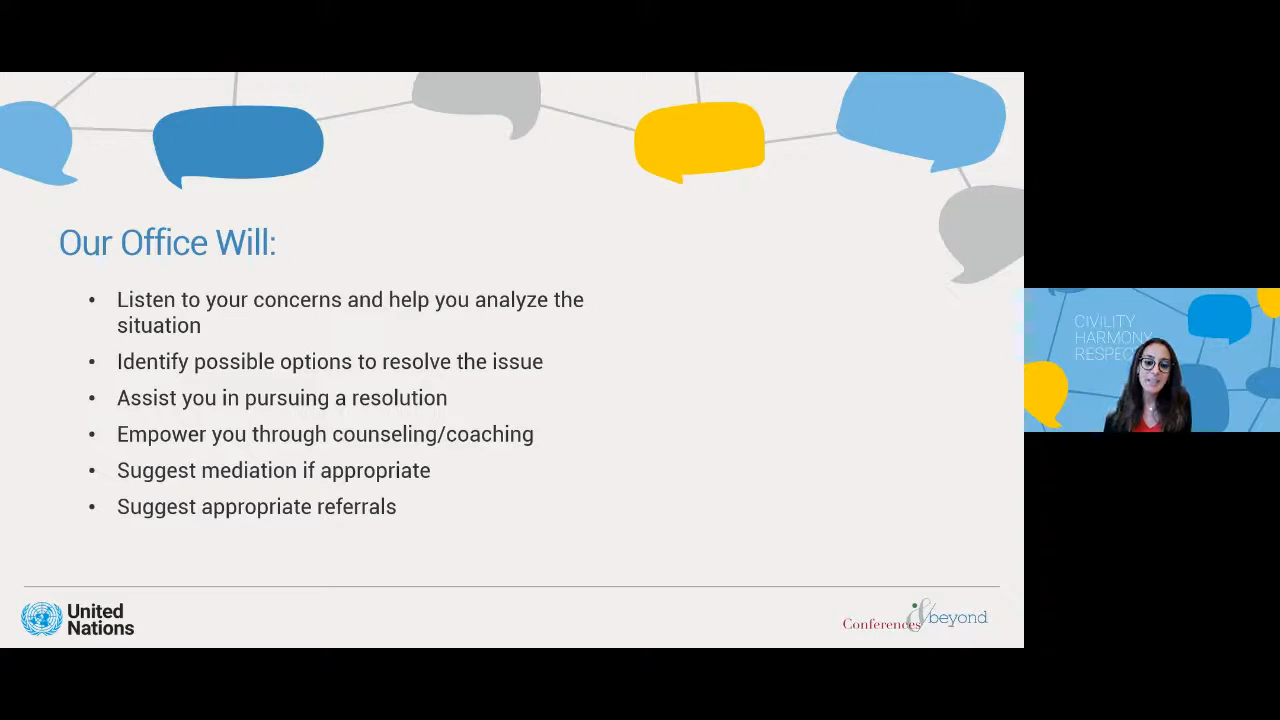 Our Office Will:
• Listen to your concerns and help you analyze the
situation
• Identify possible options to resolve the issue
• Assist you in pursuing a resolution
• Empower you through counseling/coaching
• Suggest mediation if appropriate
• Suggest appropriate referrals
United
Nations
Conferences & beyond
CIVILITY
HARMONY
RESPEC